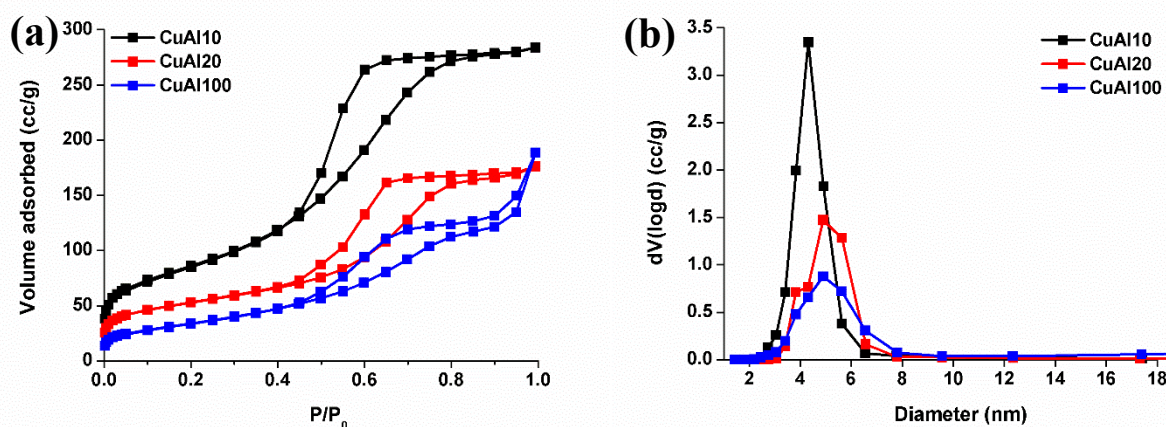 (a)
CuAl10
CuAl20
CuAl100
Volume adsorbed (cc/g)
300
250
200
150
100
50
0
0.0 0.2 0.4 0.6 0.8 1.0
P/P₀
(b)
CuAl10
CuAl20
CuAl100
dV(logd) (cc/g)
3.5
3.0
2.5
2.0
1.5
1.0
0.5
0.0
2 4 6 8 10 12 14 16 18
Diameter (nm)